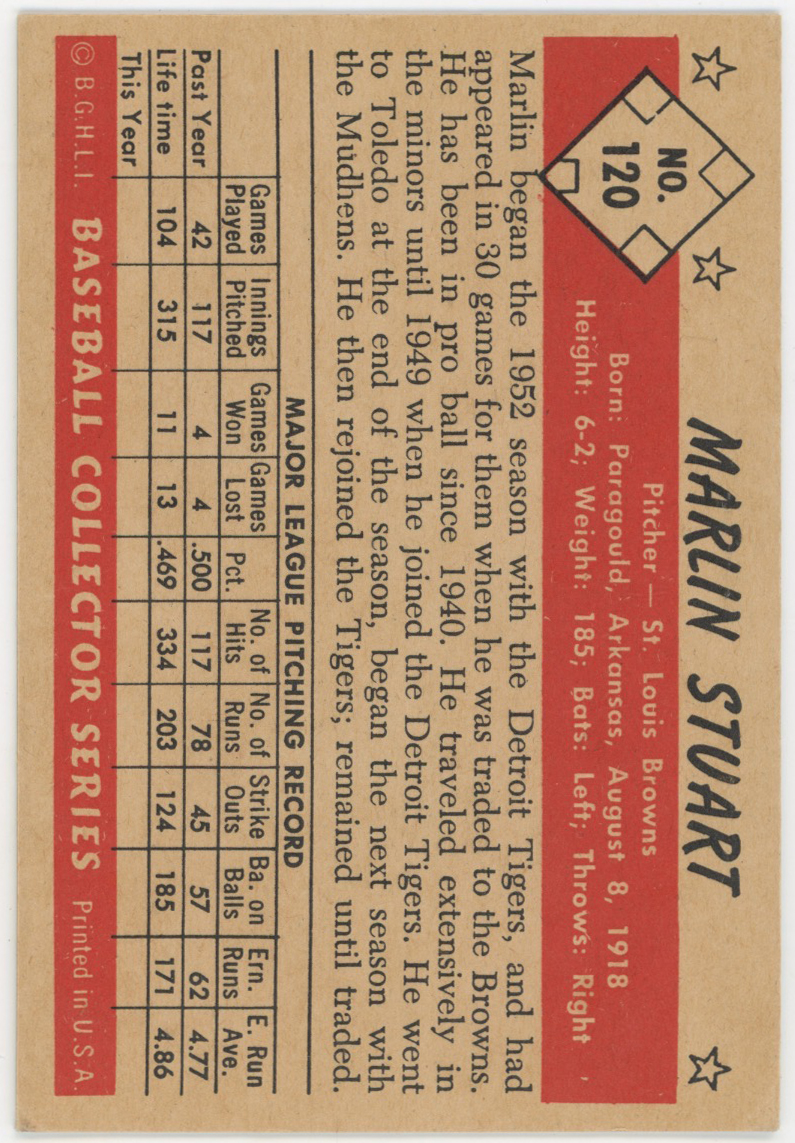 NO.
120
MARLIN STUART
Pitcher — St. Louis Browns
Born: Paragould, Arkansas, August 8, 1918
Height: 6-2; Weight: 185; Bats: Left; Throws: Right
Marlin began the 1952 season with the Detroit Tigers, and had
appeared in 30 games for them when he was traded to the Browns.
He has been in pro ball since 1940. He traveled extensively in
the minors until 1949 when he joined the Detroit Tigers. He went
to Toledo at the end of the season, began the next season with
the Mudhens. He then rejoined the Tigers; remained until traded.
MAJOR LEAGUE PITCHING RECORD
Games Played Innings Pitched Games Won Games Lost Pct. No. of Hits No. of Runs Strike Outs Ba. on Balls Ern. Runs E. Run Ave.
Past Year 42 117 4 4 .500 117 78 45 57 62 4.77
Life time 104 315 11 13 .469 334 203 124 185 171 4.86
This Year
© B.G.H.L.I. BASEBALL COLLECTOR SERIES Printed in U.S.A.